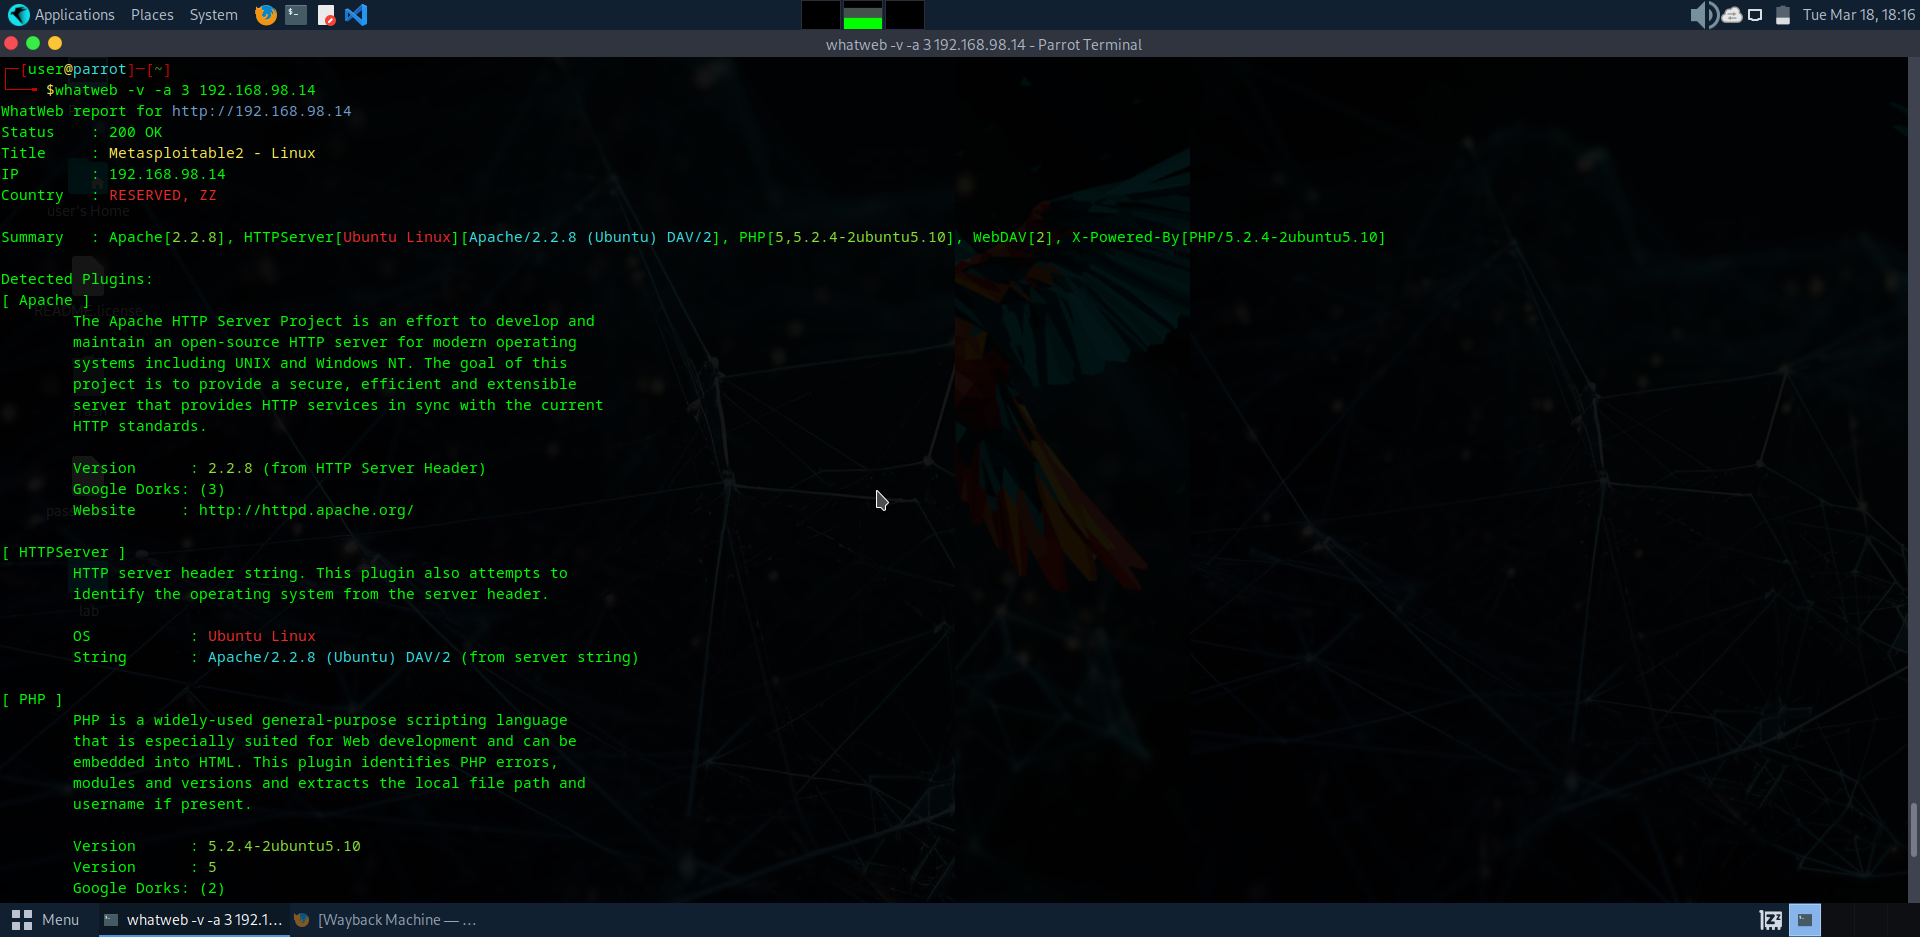 Applications Places System
Tue Mar 18, 18:16
whatweb -v -a 3 192.168.98.14 - Parrot Terminal
┌─[user@parrot]─[~]
└──╼ $whatweb -v -a 3 192.168.98.14
WhatWeb report for http://192.168.98.14
Status    : 200 OK
Title     : Metasploitable2 - Linux
IP        : 192.168.98.14
Country   : RESERVED, ZZ
user's Home
Summary   : Apache[2.2.8], HTTPServer[Ubuntu Linux][Apache/2.2.8 (Ubuntu) DAV/2], PHP[5,5.2.4-2ubuntu5.10], WebDAV[2], X-Powered-By[PHP/5.2.4-2ubuntu5.10]
Detected Plugins:
[ Apache ]
README.license
The Apache HTTP Server Project is an effort to develop and
maintain an open-source HTTP server for modern operating
systems including UNIX and Windows NT. The goal of this
project is to provide a secure, efficient and extensible
server that provides HTTP services in sync with the current
HTTP standards.
Version      : 2.2.8 (from HTTP Server Header)
Google Dorks: (3)
Website     : http://httpd.apache.org/
[ HTTPServer ]
HTTP server header string. This plugin also attempts to
identify the operating system from the server header.
lab
OS           : Ubuntu Linux
String       : Apache/2.2.8 (Ubuntu) DAV/2 (from server string)
[ PHP ]
PHP is a widely-used general-purpose scripting language
that is especially suited for Web development and can be
embedded into HTML. This plugin identifies PHP errors,
modules and versions and extracts the local file path and
username if present.
Version      : 5.2.4-2ubuntu5.10
Version      : 5
Google Dorks: (2)
Menu
whatweb -v -a 3 192.1...
[Wayback Machine — ...